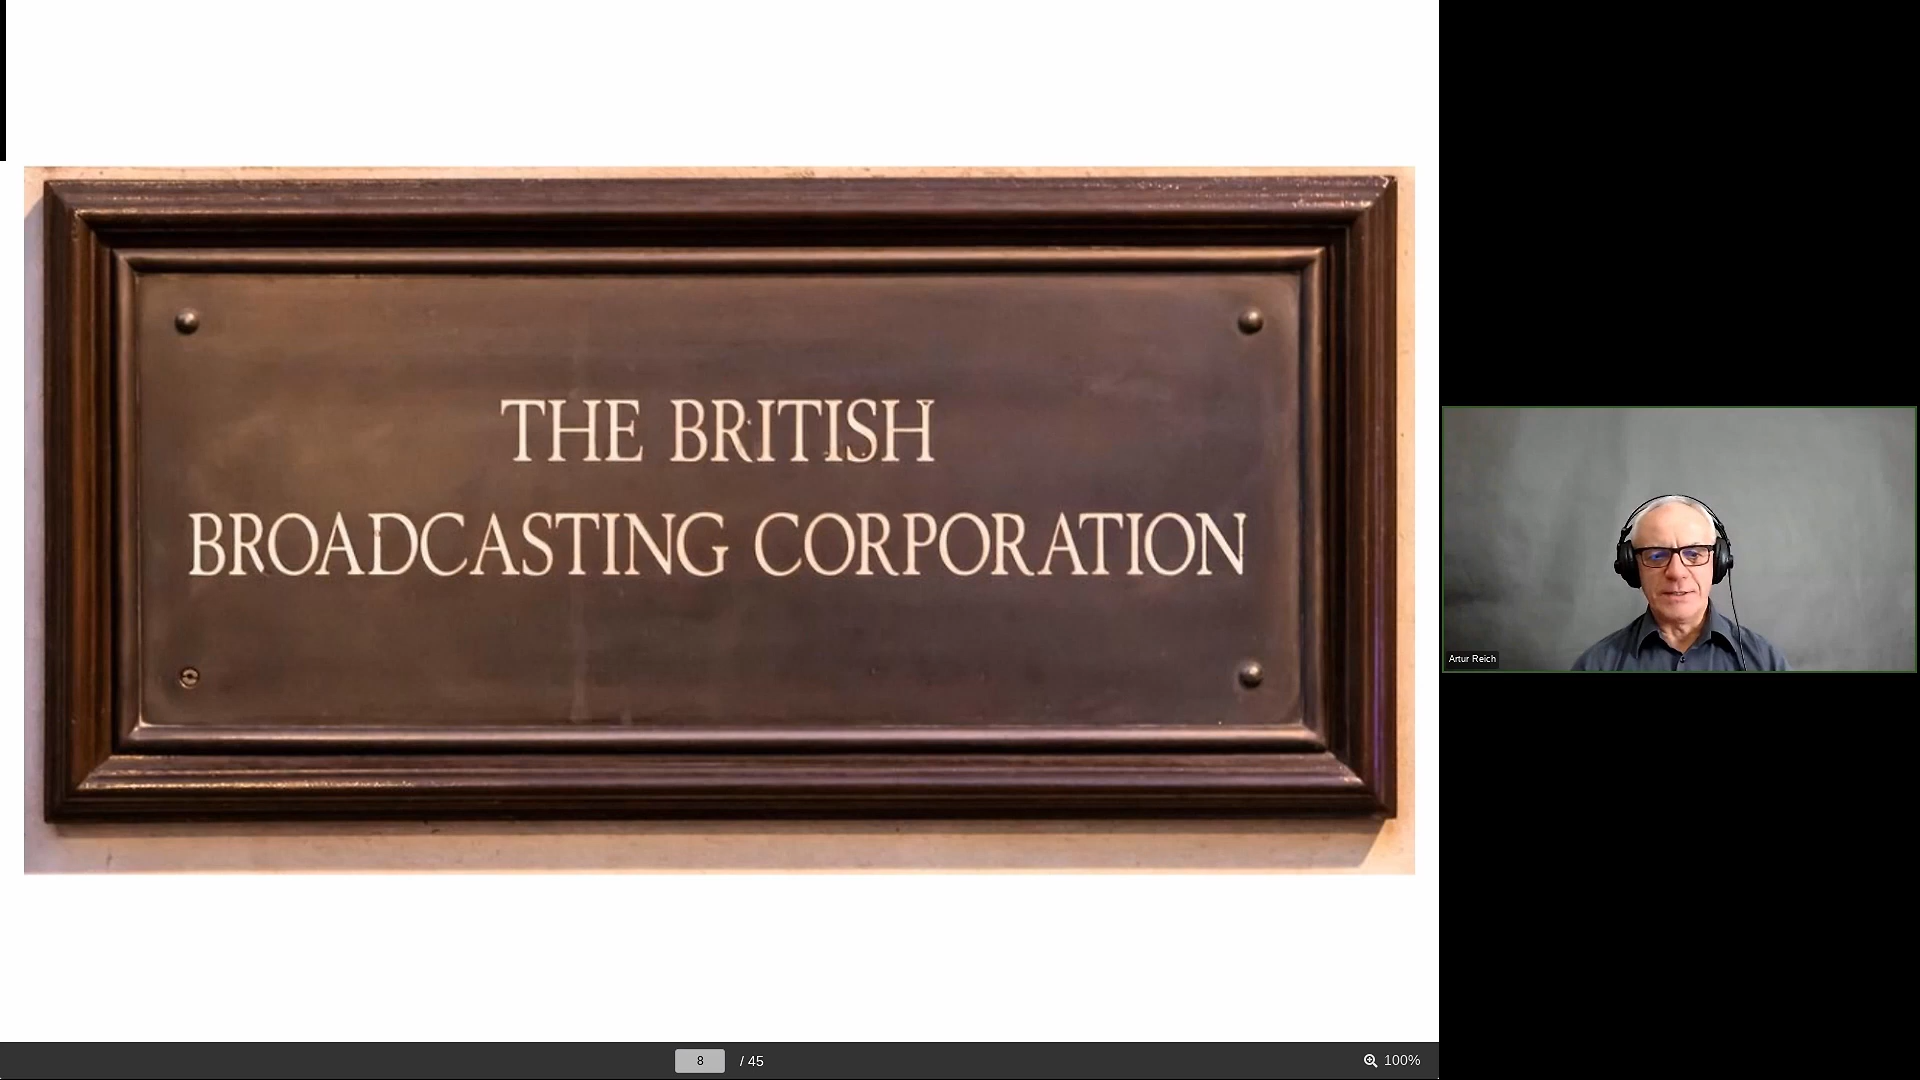 THE BRITISH
BROADCASTING CORPORATION
Artur Reich
8 / 45
100%